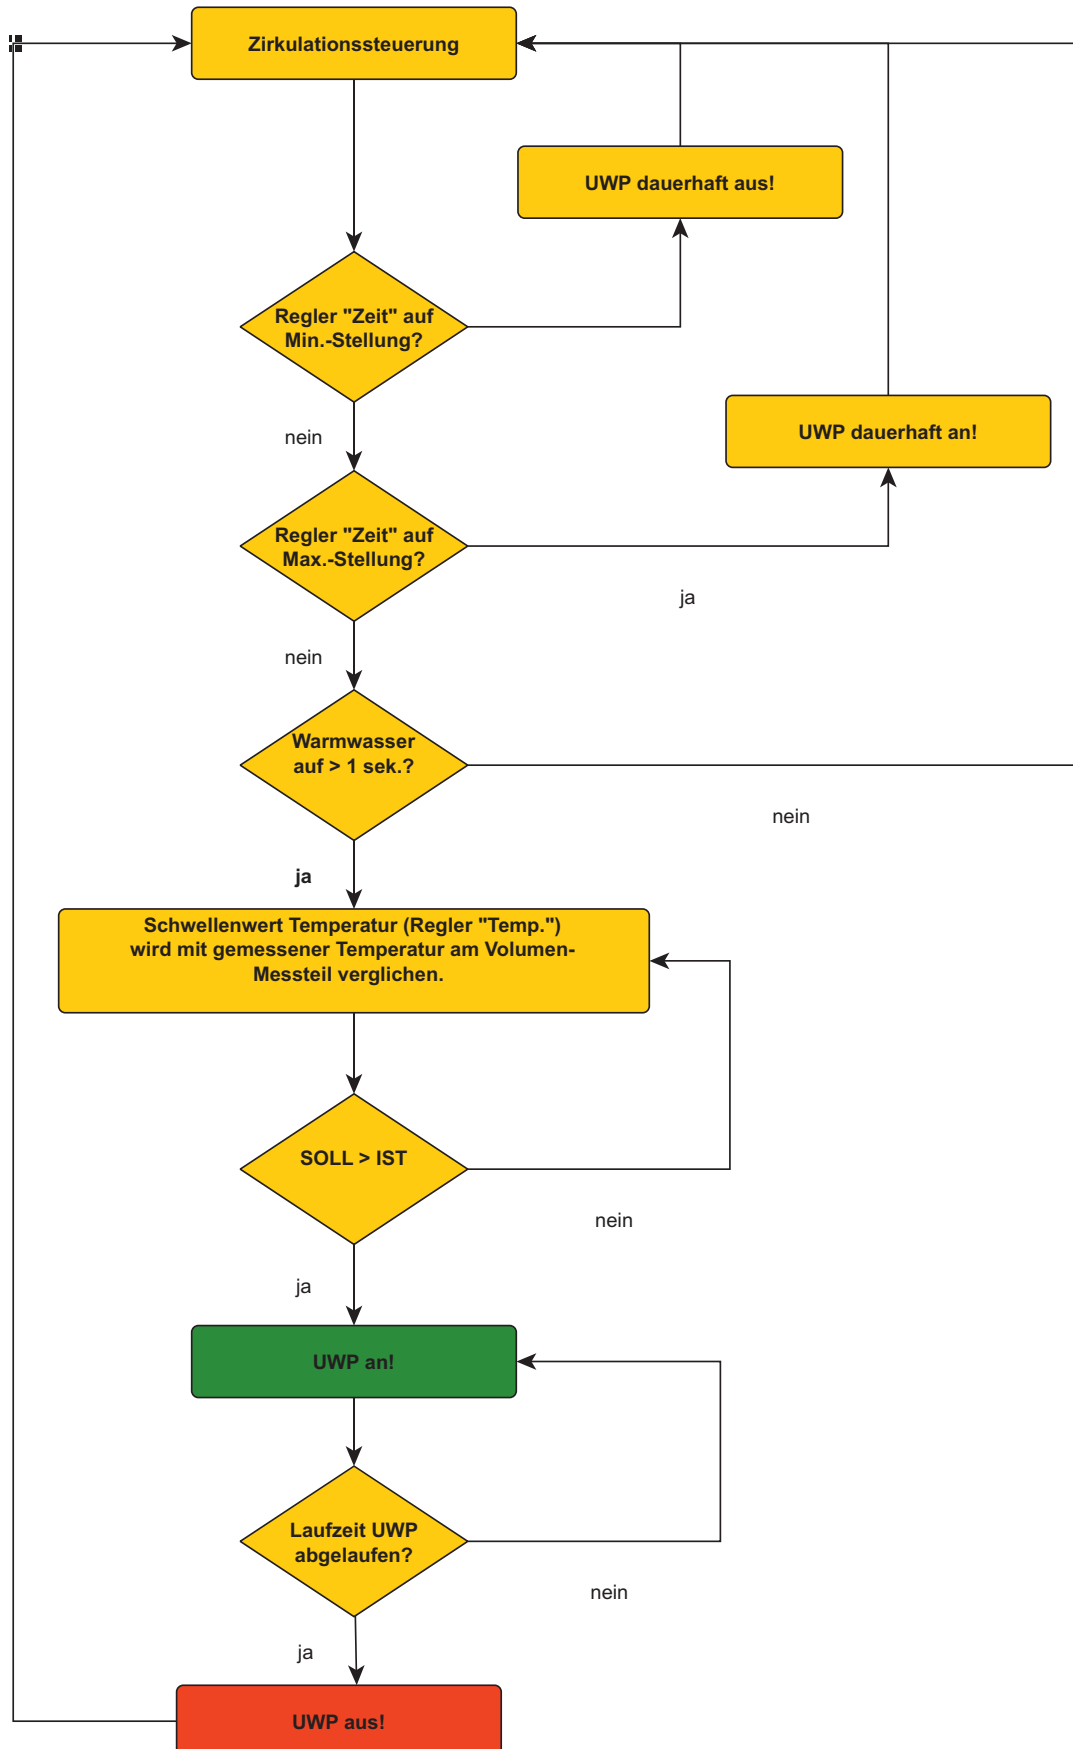 Zirkulationssteuerung
UWP dauerhaft aus!
Regler "Zeit" auf
Min.-Stellung?
nein
UWP dauerhaft an!
Regler "Zeit" auf
Max.-Stellung?
ja
nein
Warmwasser
auf > 1 sek.?
nein
ja
Schwellenwert Temperatur (Regler "Temp.")
wird mit gemessener Temperatur am Volumen-
Messteil verglichen.
SOLL > IST
nein
ja
UWP an!
Laufzeit UWP
abgelaufen?
nein
ja
UWP aus!